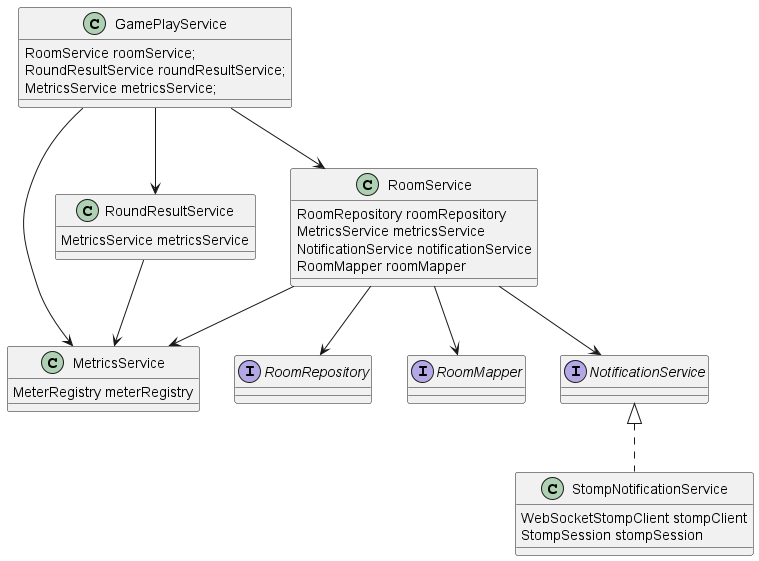 C GamePlayService
RoomService roomService;
RoundResultService roundResultService;
MetricsService metricsService;
C RoomService
RoomRepository roomRepository
MetricsService metricsService
NotificationService notificationService
RoomMapper roomMapper
C RoundResultService
MetricsService metricsService
C MetricsService
MeterRegistry meterRegistry
I RoomRepository
I RoomMapper
I NotificationService
C StompNotificationService
WebSocketStompClient stompClient
StompSession stompSession